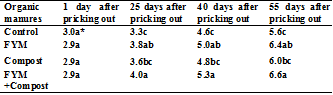 Organic manures 1 day after pricking out 25 days after pricking out 40 days after pricking out 55 days after pricking out
Control 3.0a* 3.3c 4.6c 5.6c
FYM 2.9a 3.8ab 5.0ab 6.4ab
Compost 2.9a 3.6bc 4.8bc 6.0bc
FYM +Compost 2.9a 4.0a 5.3a 6.6a